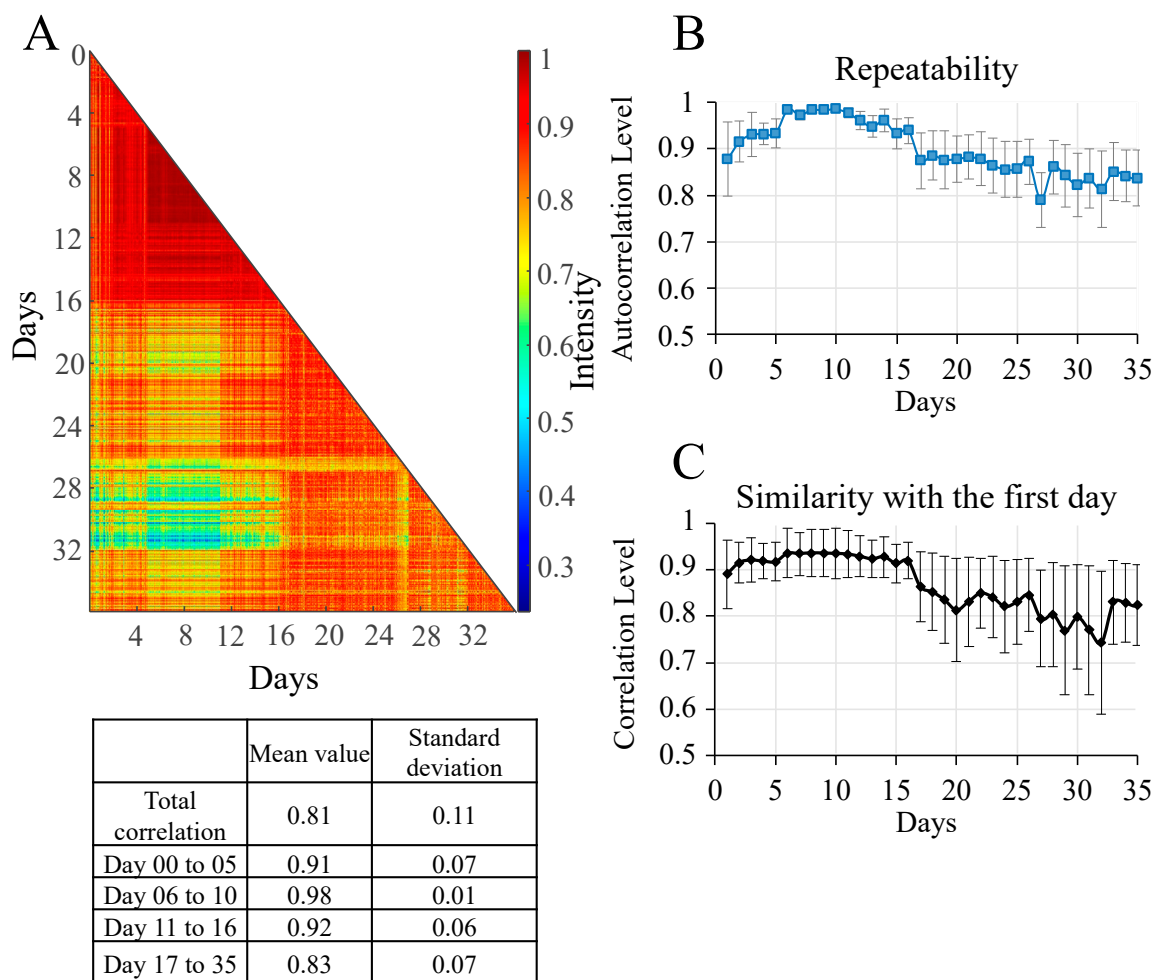 A
0
4
8
12
16
20
24
28
32
Days
4 8 12 16 20 24 28 32
Days
1
0.9
0.8
0.7
0.6
0.5
0.4
0.3
Intensity
B
Repeatability
Autocorrelation Level
1
0.9
0.8
0.7
0.6
0.5
0 5 10 15 20 25 30 35
Days
C
Similarity with the first day
Correlation Level
1
0.9
0.8
0.7
0.6
0.5
0 5 10 15 20 25 30 35
Days
Mean value Standard
deviation
Total
correlation 0.81 0.11
Day 00 to 05 0.91 0.07
Day 06 to 10 0.98 0.01
Day 11 to 16 0.92 0.06
Day 17 to 35 0.83 0.07